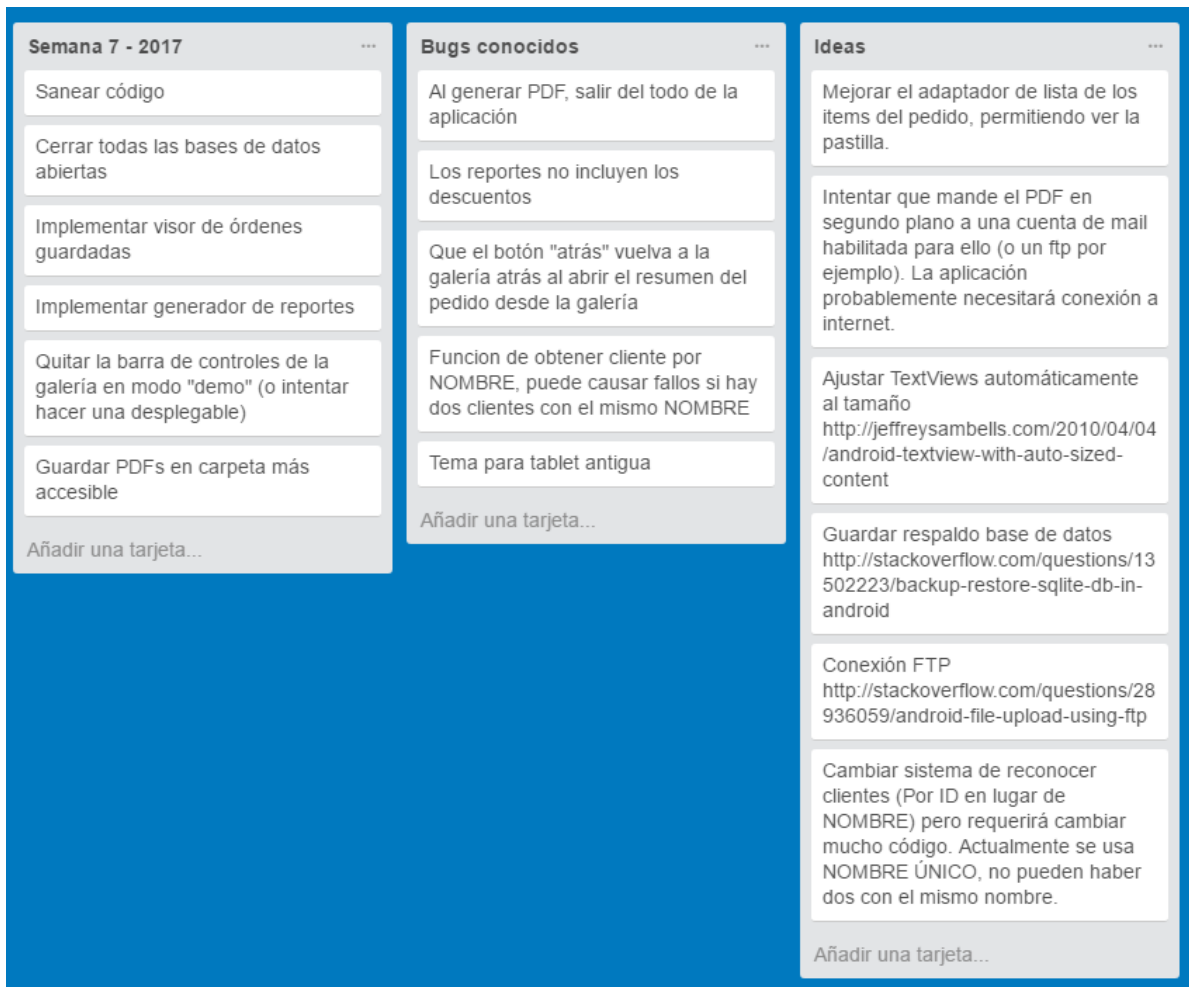 Semana 7 - 2017
Sanear código
Cerrar todas las bases de datos
abiertas
Implementar visor de órdenes
guardadas
Implementar generador de reportes
Quitar la barra de controles de la
galería en modo "demo" (o intentar
hacer una desplegable)
Guardar PDFs en carpeta más
accesible
Añadir una tarjeta...
Bugs conocidos
Al generar PDF, salir del todo de la
aplicación
Los reportes no incluyen los
descuentos
Que el botón "atrás" vuelva a la
galería atrás al abrir el resumen del
pedido desde la galería
Funcion de obtener cliente por
NOMBRE, puede causar fallos si hay
dos clientes con el mismo NOMBRE
Tema para tablet antigua
Añadir una tarjeta...
Ideas
Mejorar el adaptador de lista de los
items del pedido, permitiendo ver la
pastilla.
Intentar que mande el PDF en
segundo plano a una cuenta de mail
habilitada para ello (o un ftp por
ejemplo). La aplicación
probablemente necesitará conexión a
internet.
Ajustar TextViews automáticamente
al tamaño
http://jeffreysambells.com/2010/04/04
/android-textview-with-auto-sized-
content
Guardar respaldo base de datos
http://stackoverflow.com/questions/13
502223/backup-restore-sqlite-db-in-
android
Conexión FTP
http://stackoverflow.com/questions/28
936059/android-file-upload-using-ftp
Cambiar sistema de reconocer
clientes (Por ID en lugar de
NOMBRE) pero requerirá cambiar
mucho código. Actualmente se usa
NOMBRE ÚNICO, no pueden haber
dos con el mismo nombre.
Añadir una tarjeta...